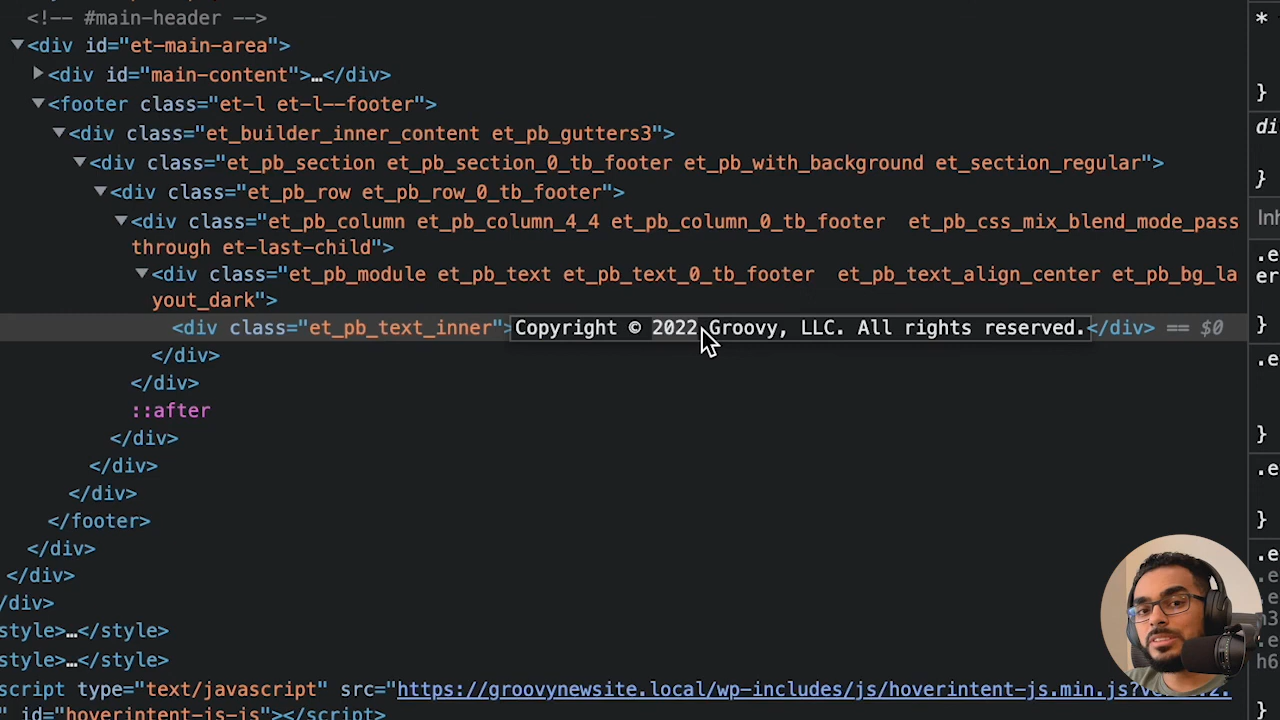 <!-- #main-header -->
*
▼<div id="et-main-area">
▶<div id="main-content">…</div>
}
▼<footer class="et-l et-l--footer">
di
▼<div class="et_builder_inner_content et_pb_gutters3">
▼<div class="et_pb_section et_pb_section_0_tb_footer et_pb_with_background et_section_regular">
}
▼<div class="et_pb_row et_pb_row_0_tb_footer">
▼<div class="et_pb_column et_pb_column_4_4 et_pb_column_0_tb_footer  et_pb_css_mix_blend_mode_pass
Inh
through et-last-child">
.e
▼<div class="et_pb_module et_pb_text et_pb_text_0_tb_footer  et_pb_text_align_center et_pb_bg_la
er
yout_dark">
<div class="et_pb_text_inner">Copyright © 2022 Groovy, LLC. All rights reserved.</div> == $0
}
</div>
.e
</div>
::after
</div>
}
</div>
.e
</div>
</footer>
}
</div>
.e
</div>
.e
/div>
.e
style>…</style>
h6
style>…</style>
script type="text/javascript" src="https://groovynewsite.local/wp-includes/js/hoverintent-js.min.js?
" id="hoverintent-js-js"></script>
}